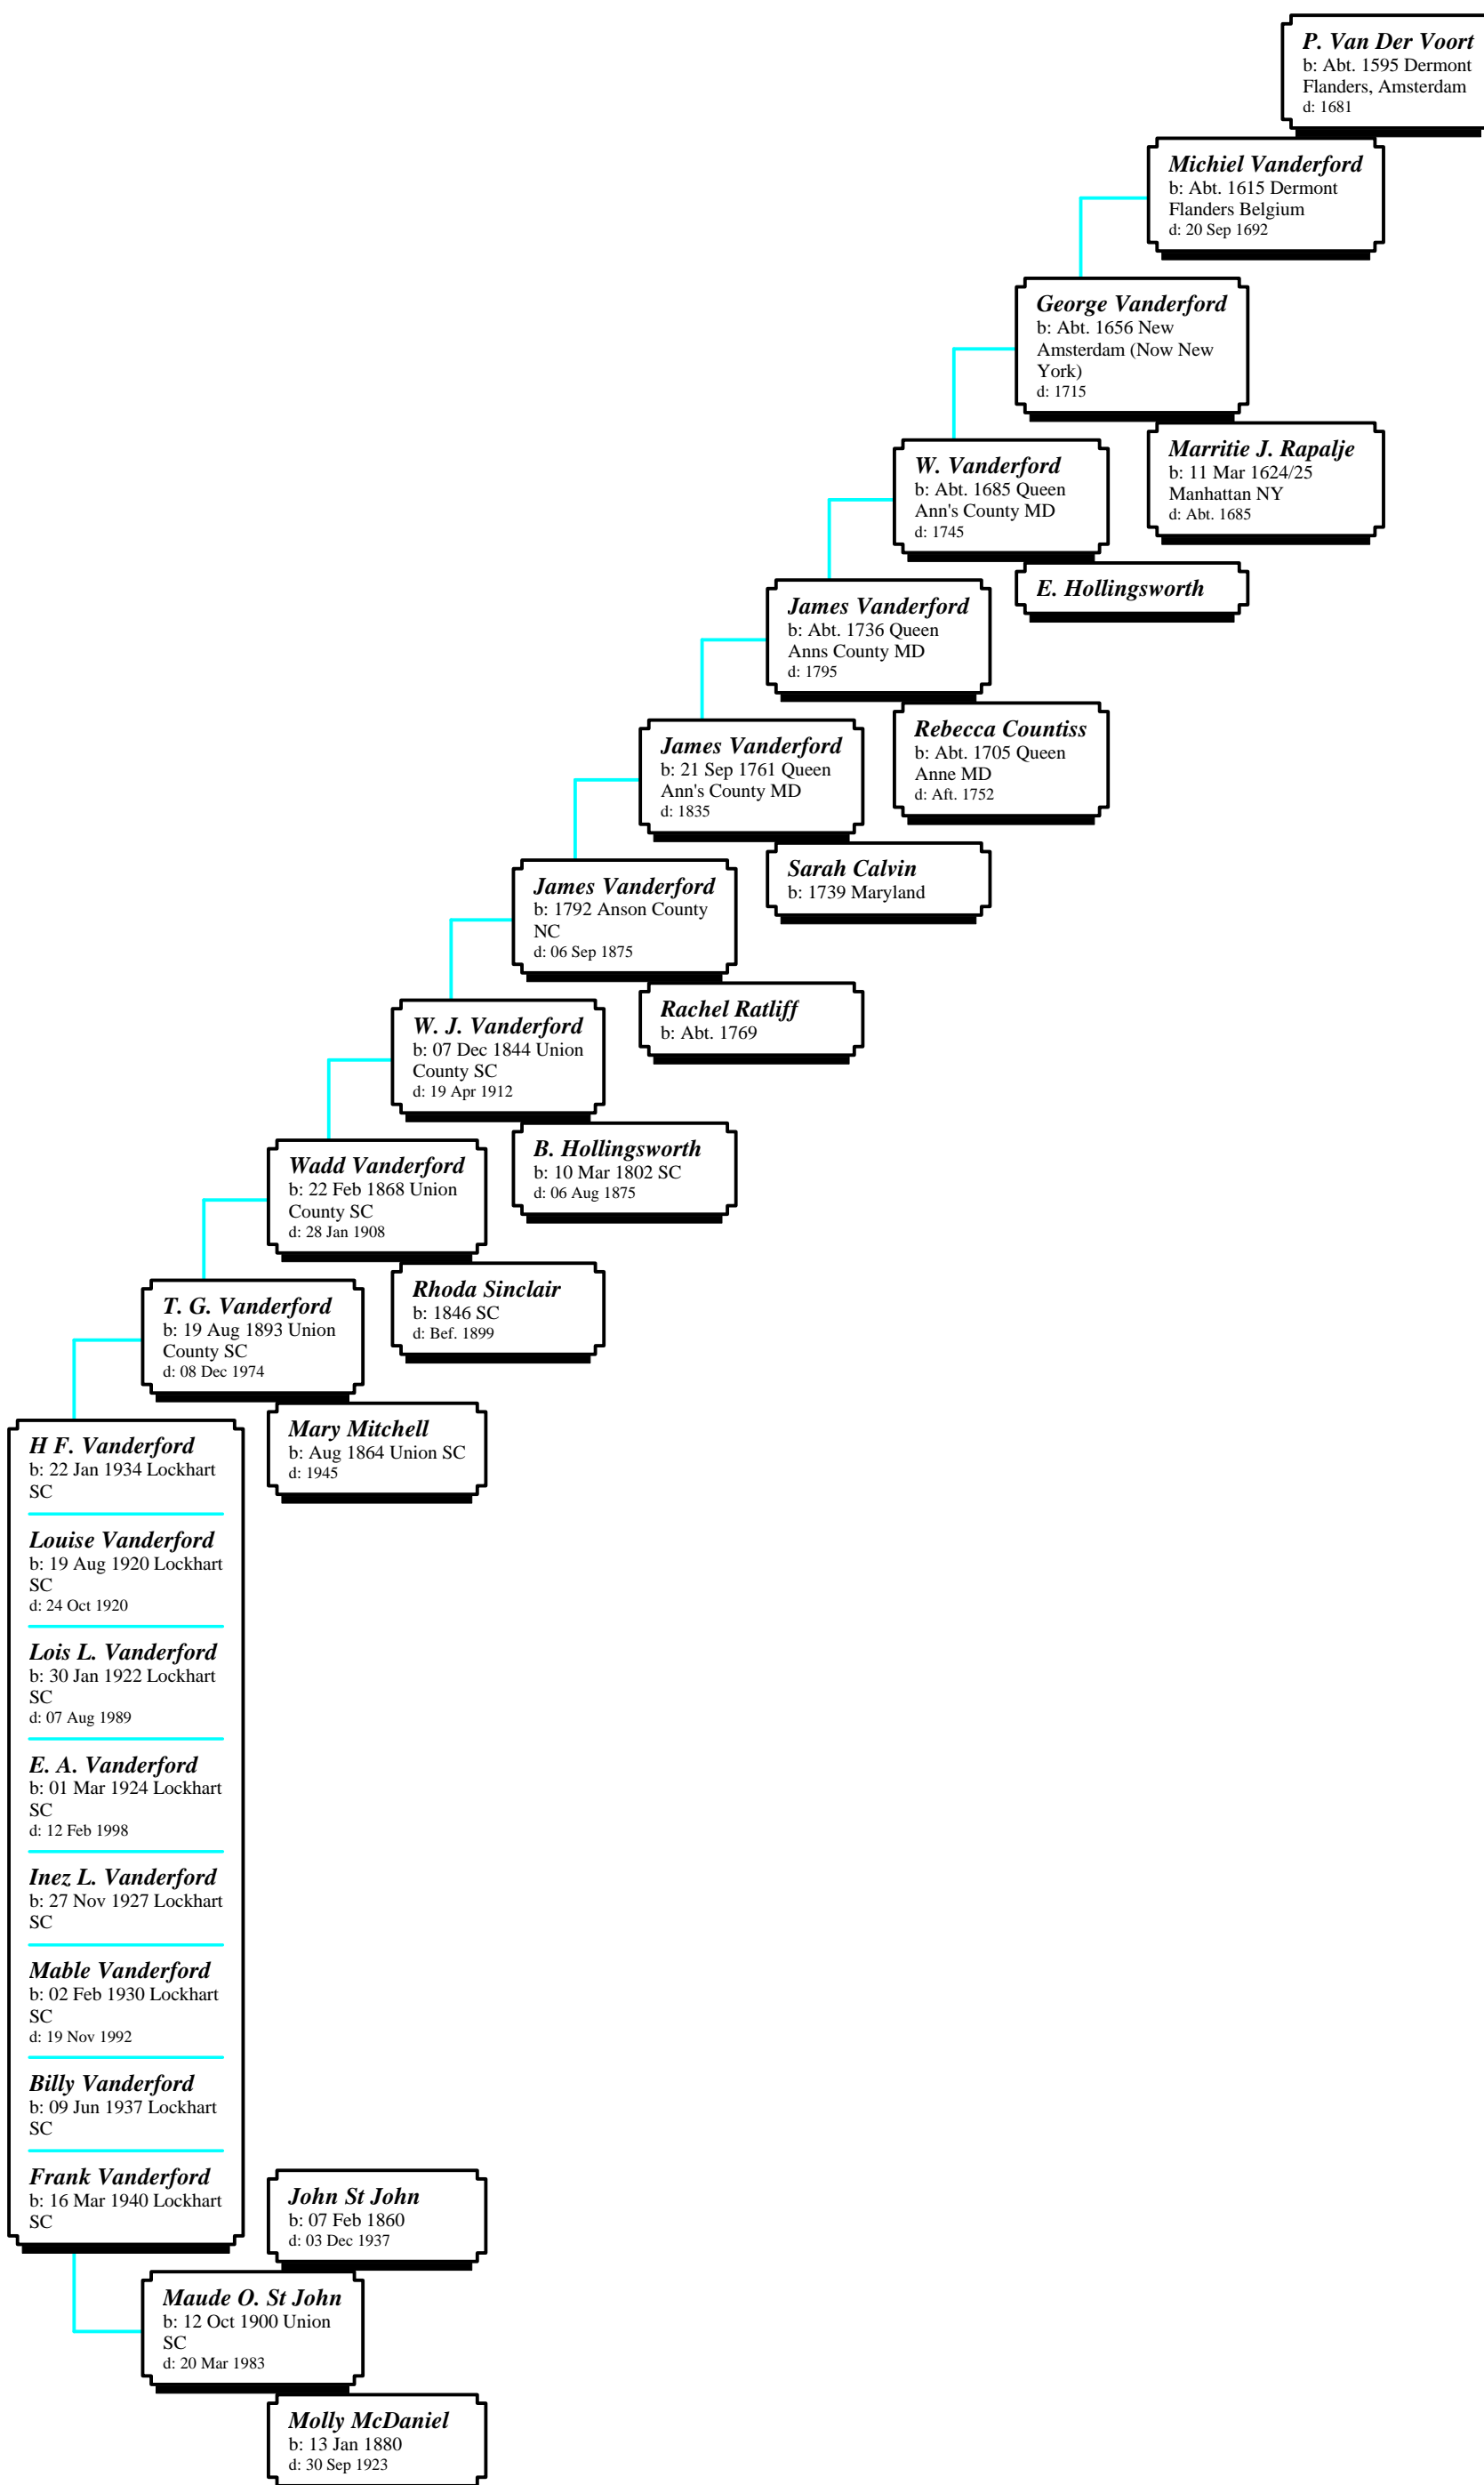 P. Van Der Voort
b: Abt. 1595 Dermont
Flanders, Amsterdam
d: 1681
Michiel Vanderford
b: Abt. 1615 Dermont
Flanders Belgium
d: 20 Sep 1692
George Vanderford
b: Abt. 1656 New
Amsterdam (Now New
York)
d: 1715
Marritie J. Rapalje
b: 11 Mar 1624/25
Manhattan NY
d: Abt. 1685
W. Vanderford
b: Abt. 1685 Queen
Ann's County MD
d: 1745
E. Hollingsworth
James Vanderford
b: Abt. 1736 Queen
Anns County MD
d: 1795
Rebecca Countiss
b: Abt. 1705 Queen
Anne MD
d: Aft. 1752
James Vanderford
b: 21 Sep 1761 Queen
Ann's County MD
d: 1835
Sarah Calvin
b: 1739 Maryland
James Vanderford
b: 1792 Anson County
NC
d: 06 Sep 1875
Rachel Ratliff
b: Abt. 1769
W. J. Vanderford
b: 07 Dec 1844 Union
County SC
d: 19 Apr 1912
B. Hollingsworth
b: 10 Mar 1802 SC
d: 06 Aug 1875
Wadd Vanderford
b: 22 Feb 1868 Union
County SC
d: 28 Jan 1908
Rhoda Sinclair
b: 1846 SC
d: Bef. 1899
T. G. Vanderford
b: 19 Aug 1893 Union
County SC
d: 08 Dec 1974
Mary Mitchell
b: Aug 1864 Union SC
d: 1945
H F. Vanderford
b: 22 Jan 1934 Lockhart
SC
Louise Vanderford
b: 19 Aug 1920 Lockhart
SC
d: 24 Oct 1920
Lois L. Vanderford
b: 30 Jan 1922 Lockhart
SC
d: 07 Aug 1989
E. A. Vanderford
b: 01 Mar 1924 Lockhart
SC
d: 12 Feb 1998
Inez L. Vanderford
b: 27 Nov 1927 Lockhart
SC
Mable Vanderford
b: 02 Feb 1930 Lockhart
SC
d: 19 Nov 1992
Billy Vanderford
b: 09 Jun 1937 Lockhart
SC
Frank Vanderford
b: 16 Mar 1940 Lockhart
SC
John St John
b: 07 Feb 1860
d: 03 Dec 1937
Maude O. St John
b: 12 Oct 1900 Union
SC
d: 20 Mar 1983
Molly McDaniel
b: 13 Jan 1880
d: 30 Sep 1923